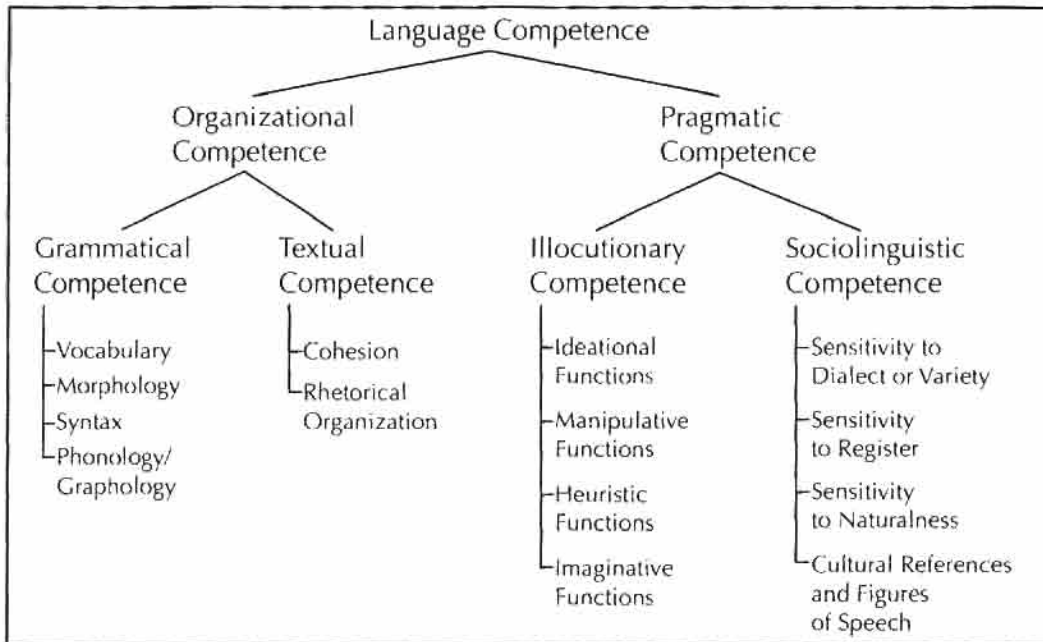 Language Competence
Organizational
Competence
Pragmatic
Competence
Grammatical
Competence
Vocabulary
Morphology
Syntax
Phonology/
Graphology
Textual
Competence
Cohesion
Rhetorical
Organization
Illocutionary
Competence
Ideational
Functions
Manipulative
Functions
Heuristic
Functions
Imaginative
Functions
Sociolinguistic
Competence
Sensitivity to
Dialect or Variety
Sensitivity
to Register
Sensitivity
to Naturalness
Cultural References
and Figures
of Speech